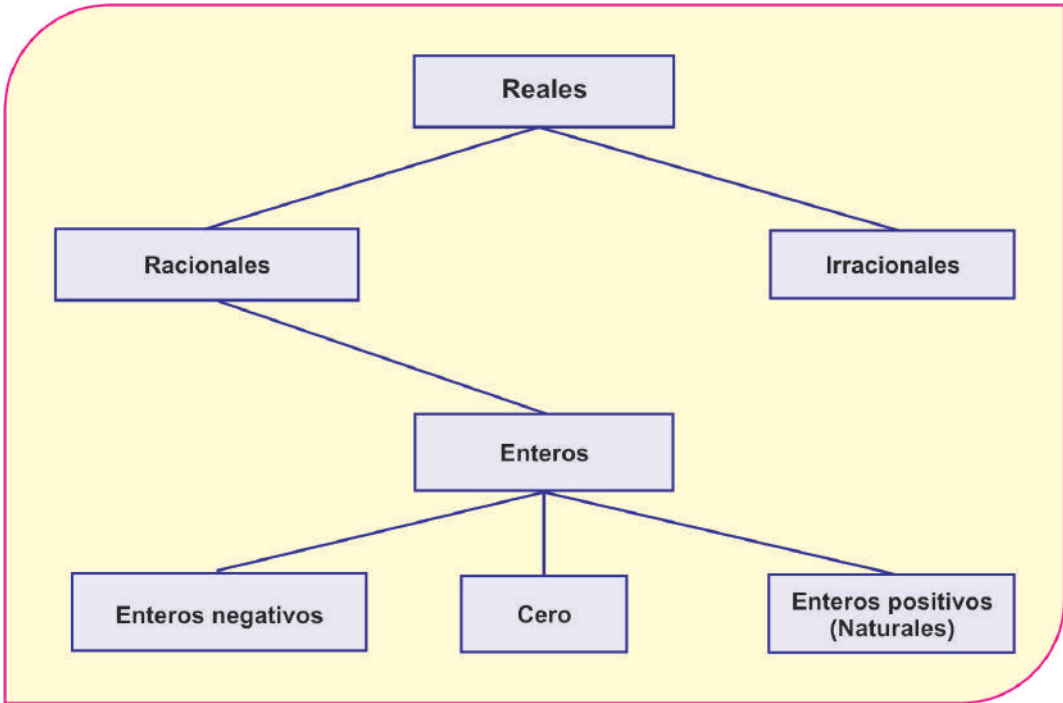 Reales
Racionales
Irracionales
Enteros
Enteros negativos
Cero
Enteros positivos
(Naturales)